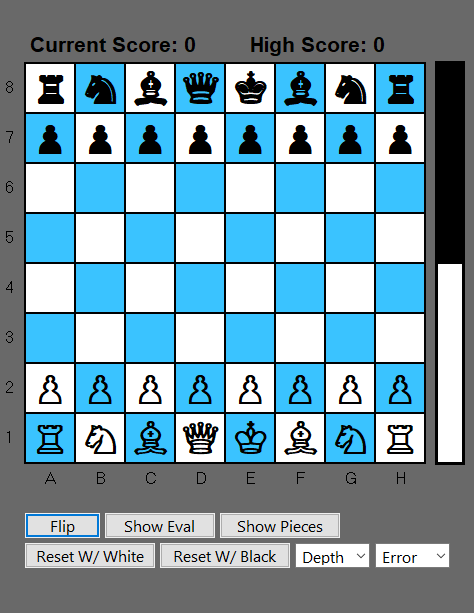 Current Score: 0 High Score: 0
8
7
6
5
4
3
2
1
A B C D E F G H
Flip Show Eval Show Pieces
Reset W/ White Reset W/ Black Depth Error